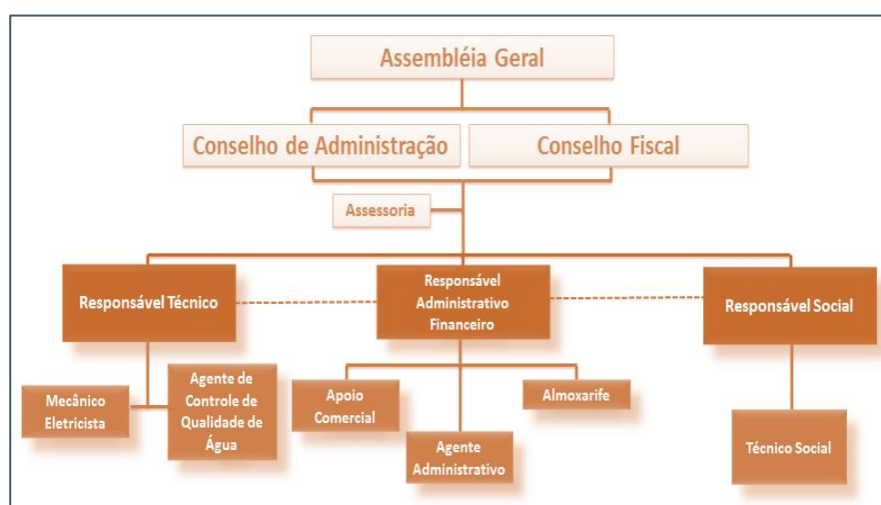 Assembléia Geral
Conselho de Administração
Conselho Fiscal
Assessoria
Responsável Técnico
Responsável
Administrativo
Financeiro
Responsável Social
Mecânico
Eletricista
Agente de
Controle de
Qualidade de
Água
Apoio
Comercial
Agente
Administrativo
Almoxarife
Técnico Social